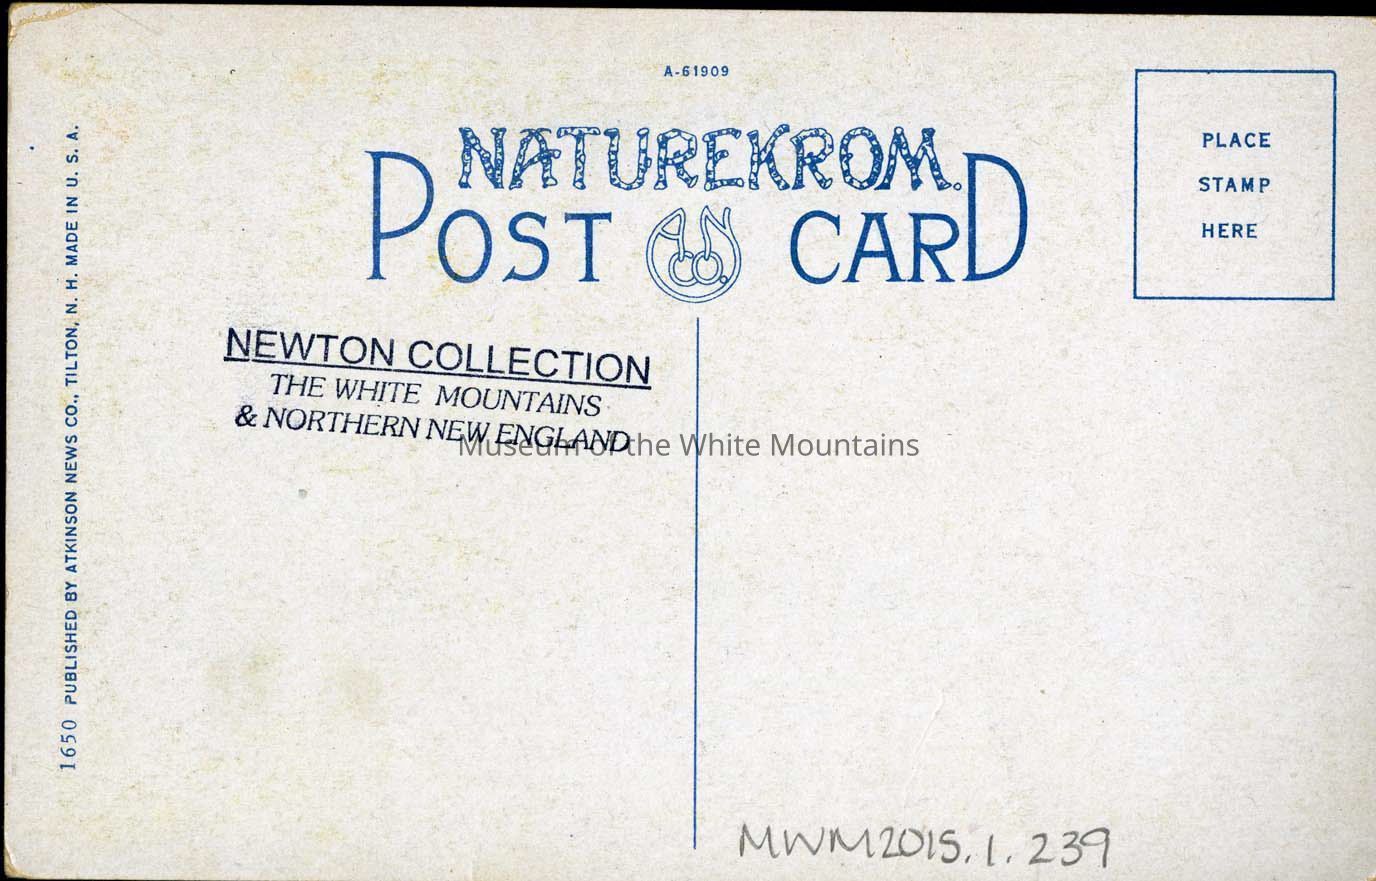 A-61909
NATUREKROM.
POST CARD
A N Co.
PLACE
STAMP
HERE
NEWTON COLLECTION
THE WHITE MOUNTAINS
& NORTHERN NEW ENGLAND
Museum of the White Mountains
1650 PUBLISHED BY ATKINSON NEWS CO., TILTON, N. H. MADE IN U. S. A.
MWM2015.1.239